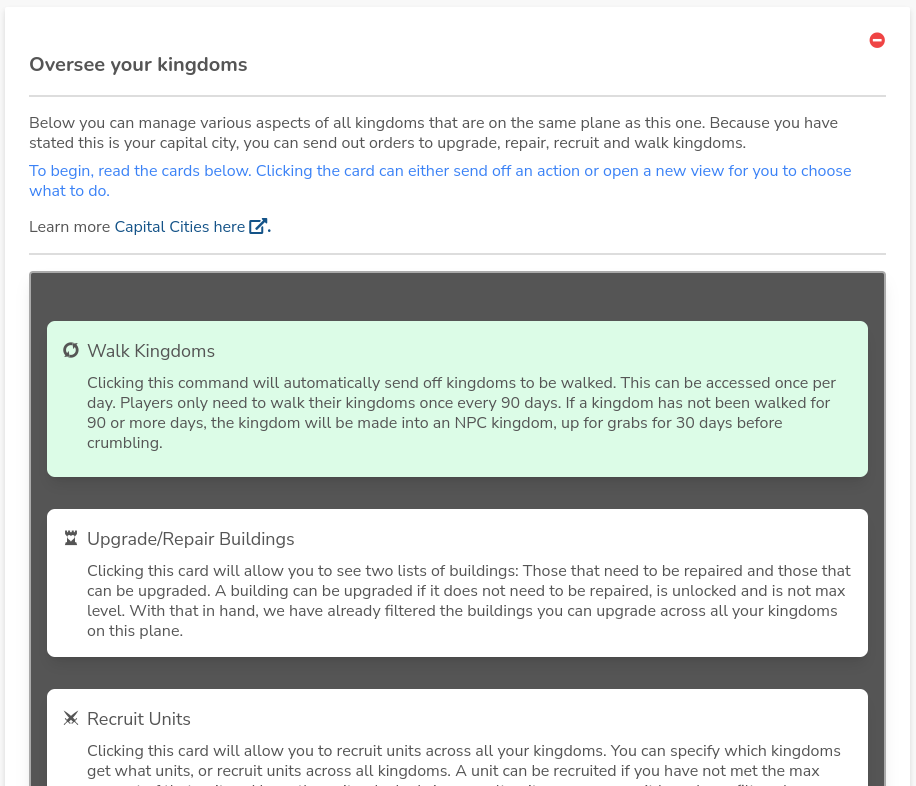 Oversee your kingdoms
Below you can manage various aspects of all kingdoms that are on the same plane as this one. Because you have
stated this is your capital city, you can send out orders to upgrade, repair, recruit and walk kingdoms.
To begin, read the cards below. Clicking the card can either send off an action or open a new view for you to choose
what to do.
Learn more Capital Cities here .
Walk Kingdoms
Clicking this command will automatically send off kingdoms to be walked. This can be accessed once per
day. Players only need to walk their kingdoms once every 90 days. If a kingdom has not been walked for
90 or more days, the kingdom will be made into an NPC kingdom, up for grabs for 30 days before
crumbling.
Upgrade/Repair Buildings
Clicking this card will allow you to see two lists of buildings: Those that need to be repaired and those that
can be upgraded. A building can be upgraded if it does not need to be repaired, is unlocked and is not max
level. With that in hand, we have already filtered the buildings you can upgrade across all your kingdoms
on this plane.
Recruit Units
Clicking this card will allow you to recruit units across all your kingdoms. You can specify which kingdoms
get what units, or recruit units across all kingdoms. A unit can be recruited if you have not met the max